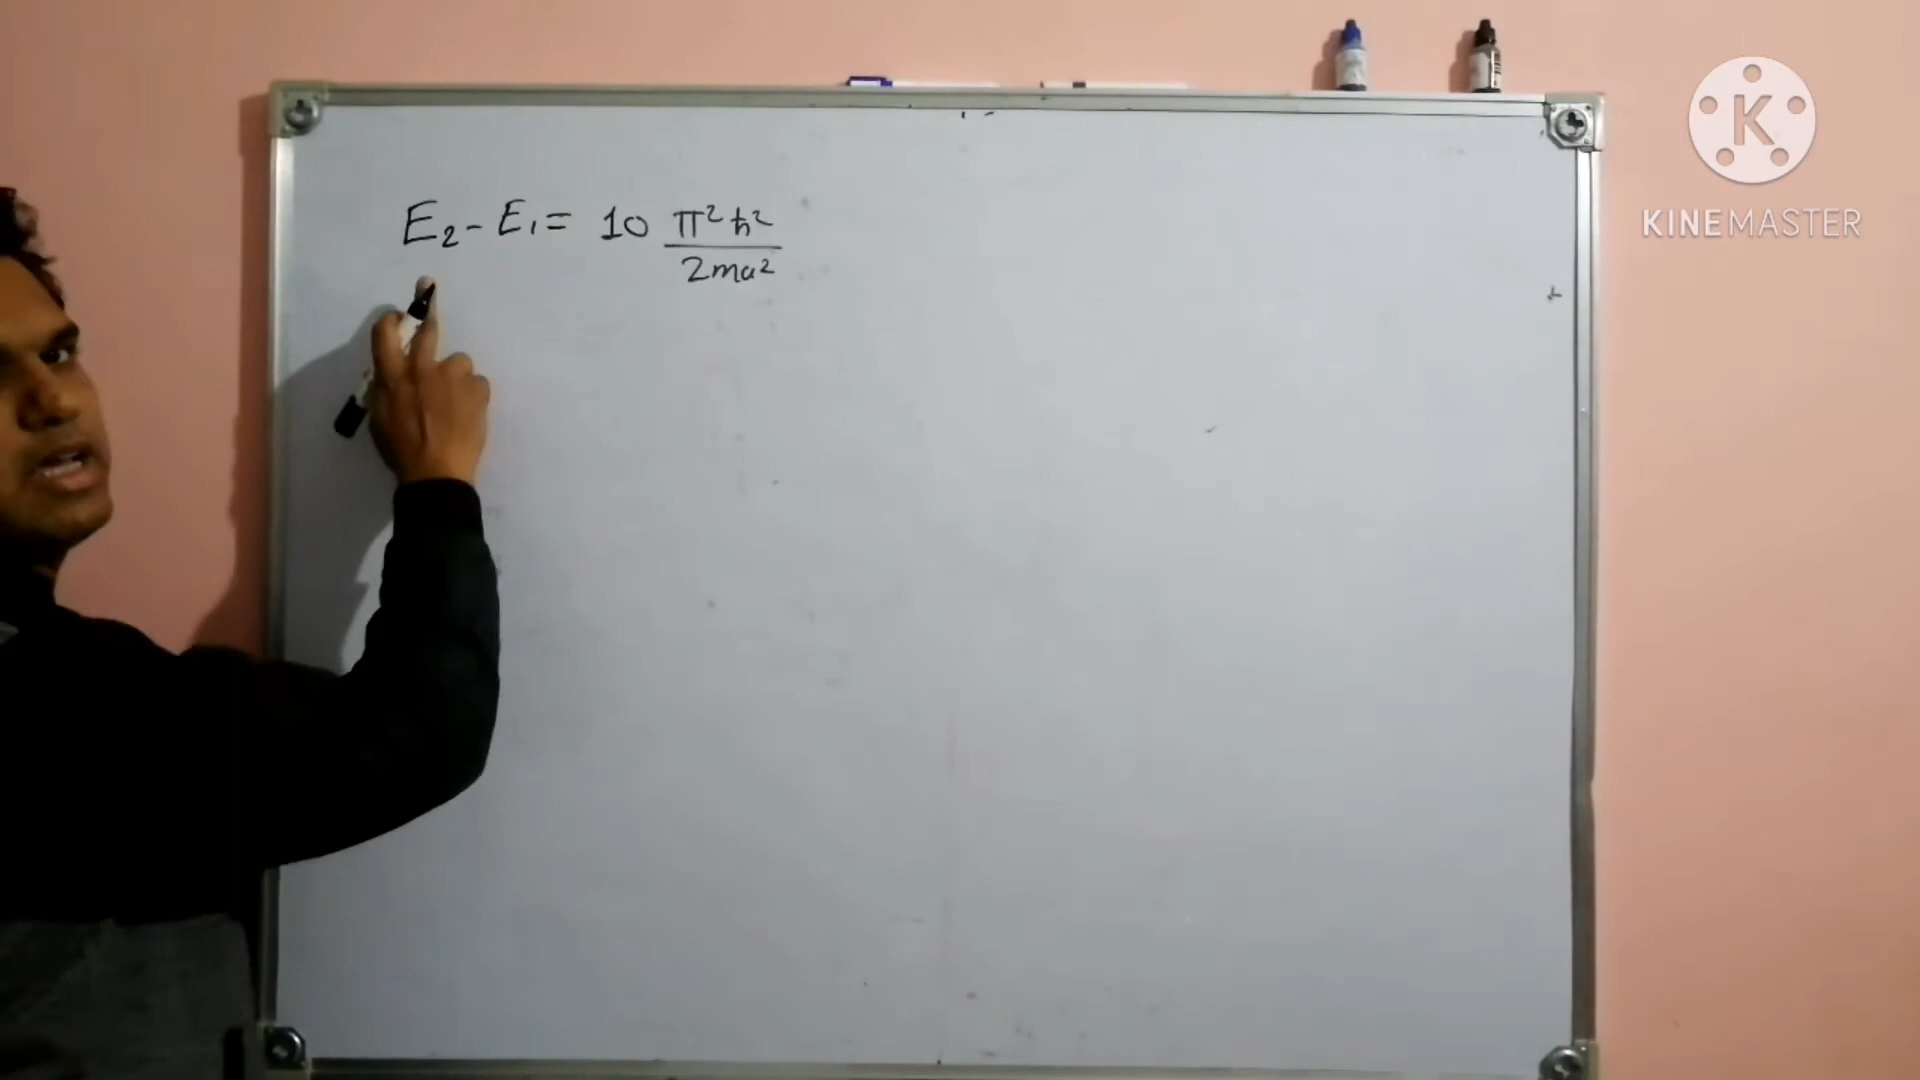 E₂ - E₁ = 10 π²ħ² / 2ma²
K
KINEMASTER